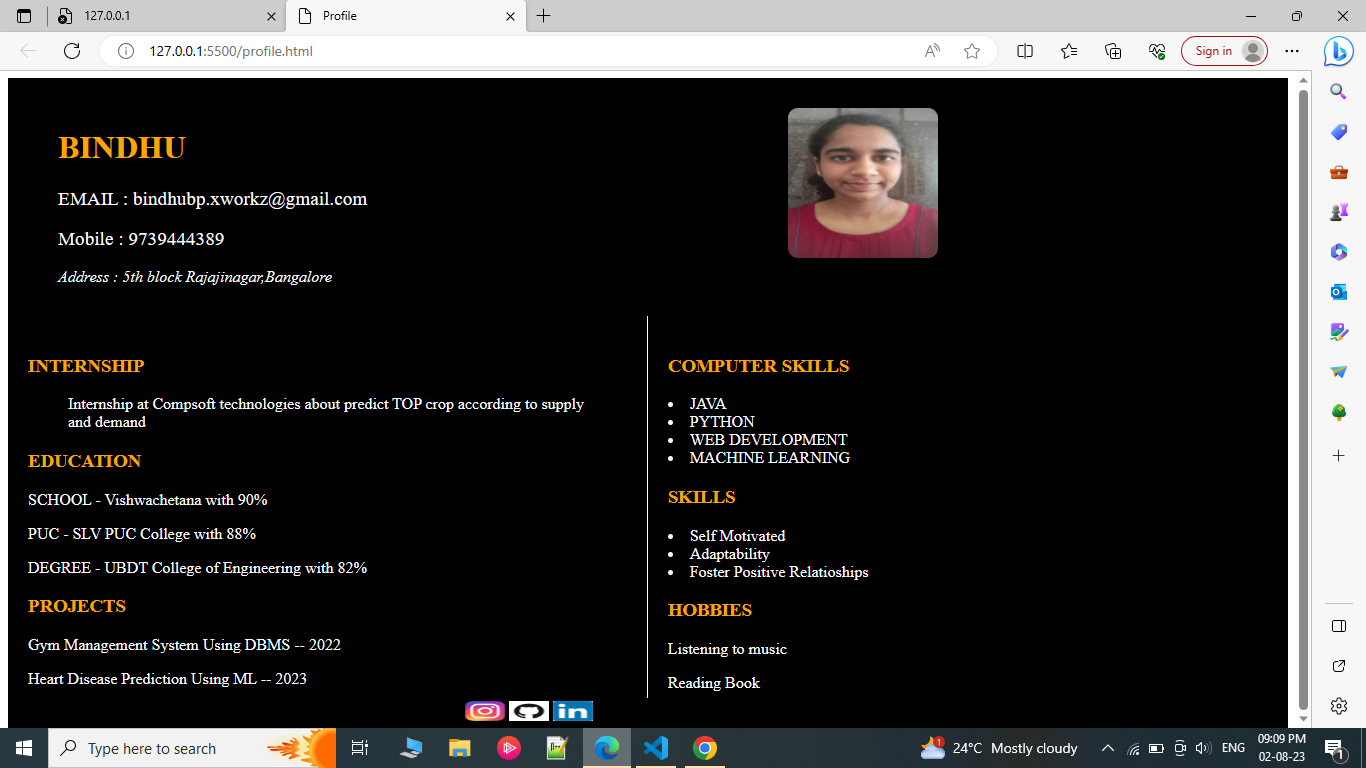 127.0.0.1
Profile
127.0.0.1:5500/profile.html
Sign in
BINDHU
EMAIL : bindhubp.xworkz@gmail.com
Mobile : 9739444389
Address : 5th block Rajajinagar,Bangalore
INTERNSHIP
Internship at Compsoft technologies about predict TOP crop according to supply
and demand
EDUCATION
SCHOOL - Vishwachetana with 90%
PUC - SLV PUC College with 88%
DEGREE - UBDT College of Engineering with 82%
PROJECTS
Gym Management System Using DBMS -- 2022
Heart Disease Prediction Using ML -- 2023
COMPUTER SKILLS
JAVA
PYTHON
WEB DEVELOPMENT
MACHINE LEARNING
SKILLS
Self Motivated
Adaptability
Foster Positive Relatioships
HOBBIES
Listening to music
Reading Book
in
Type here to search
1
24°C Mostly cloudy
ENG
09:09 PM
02-08-23
1